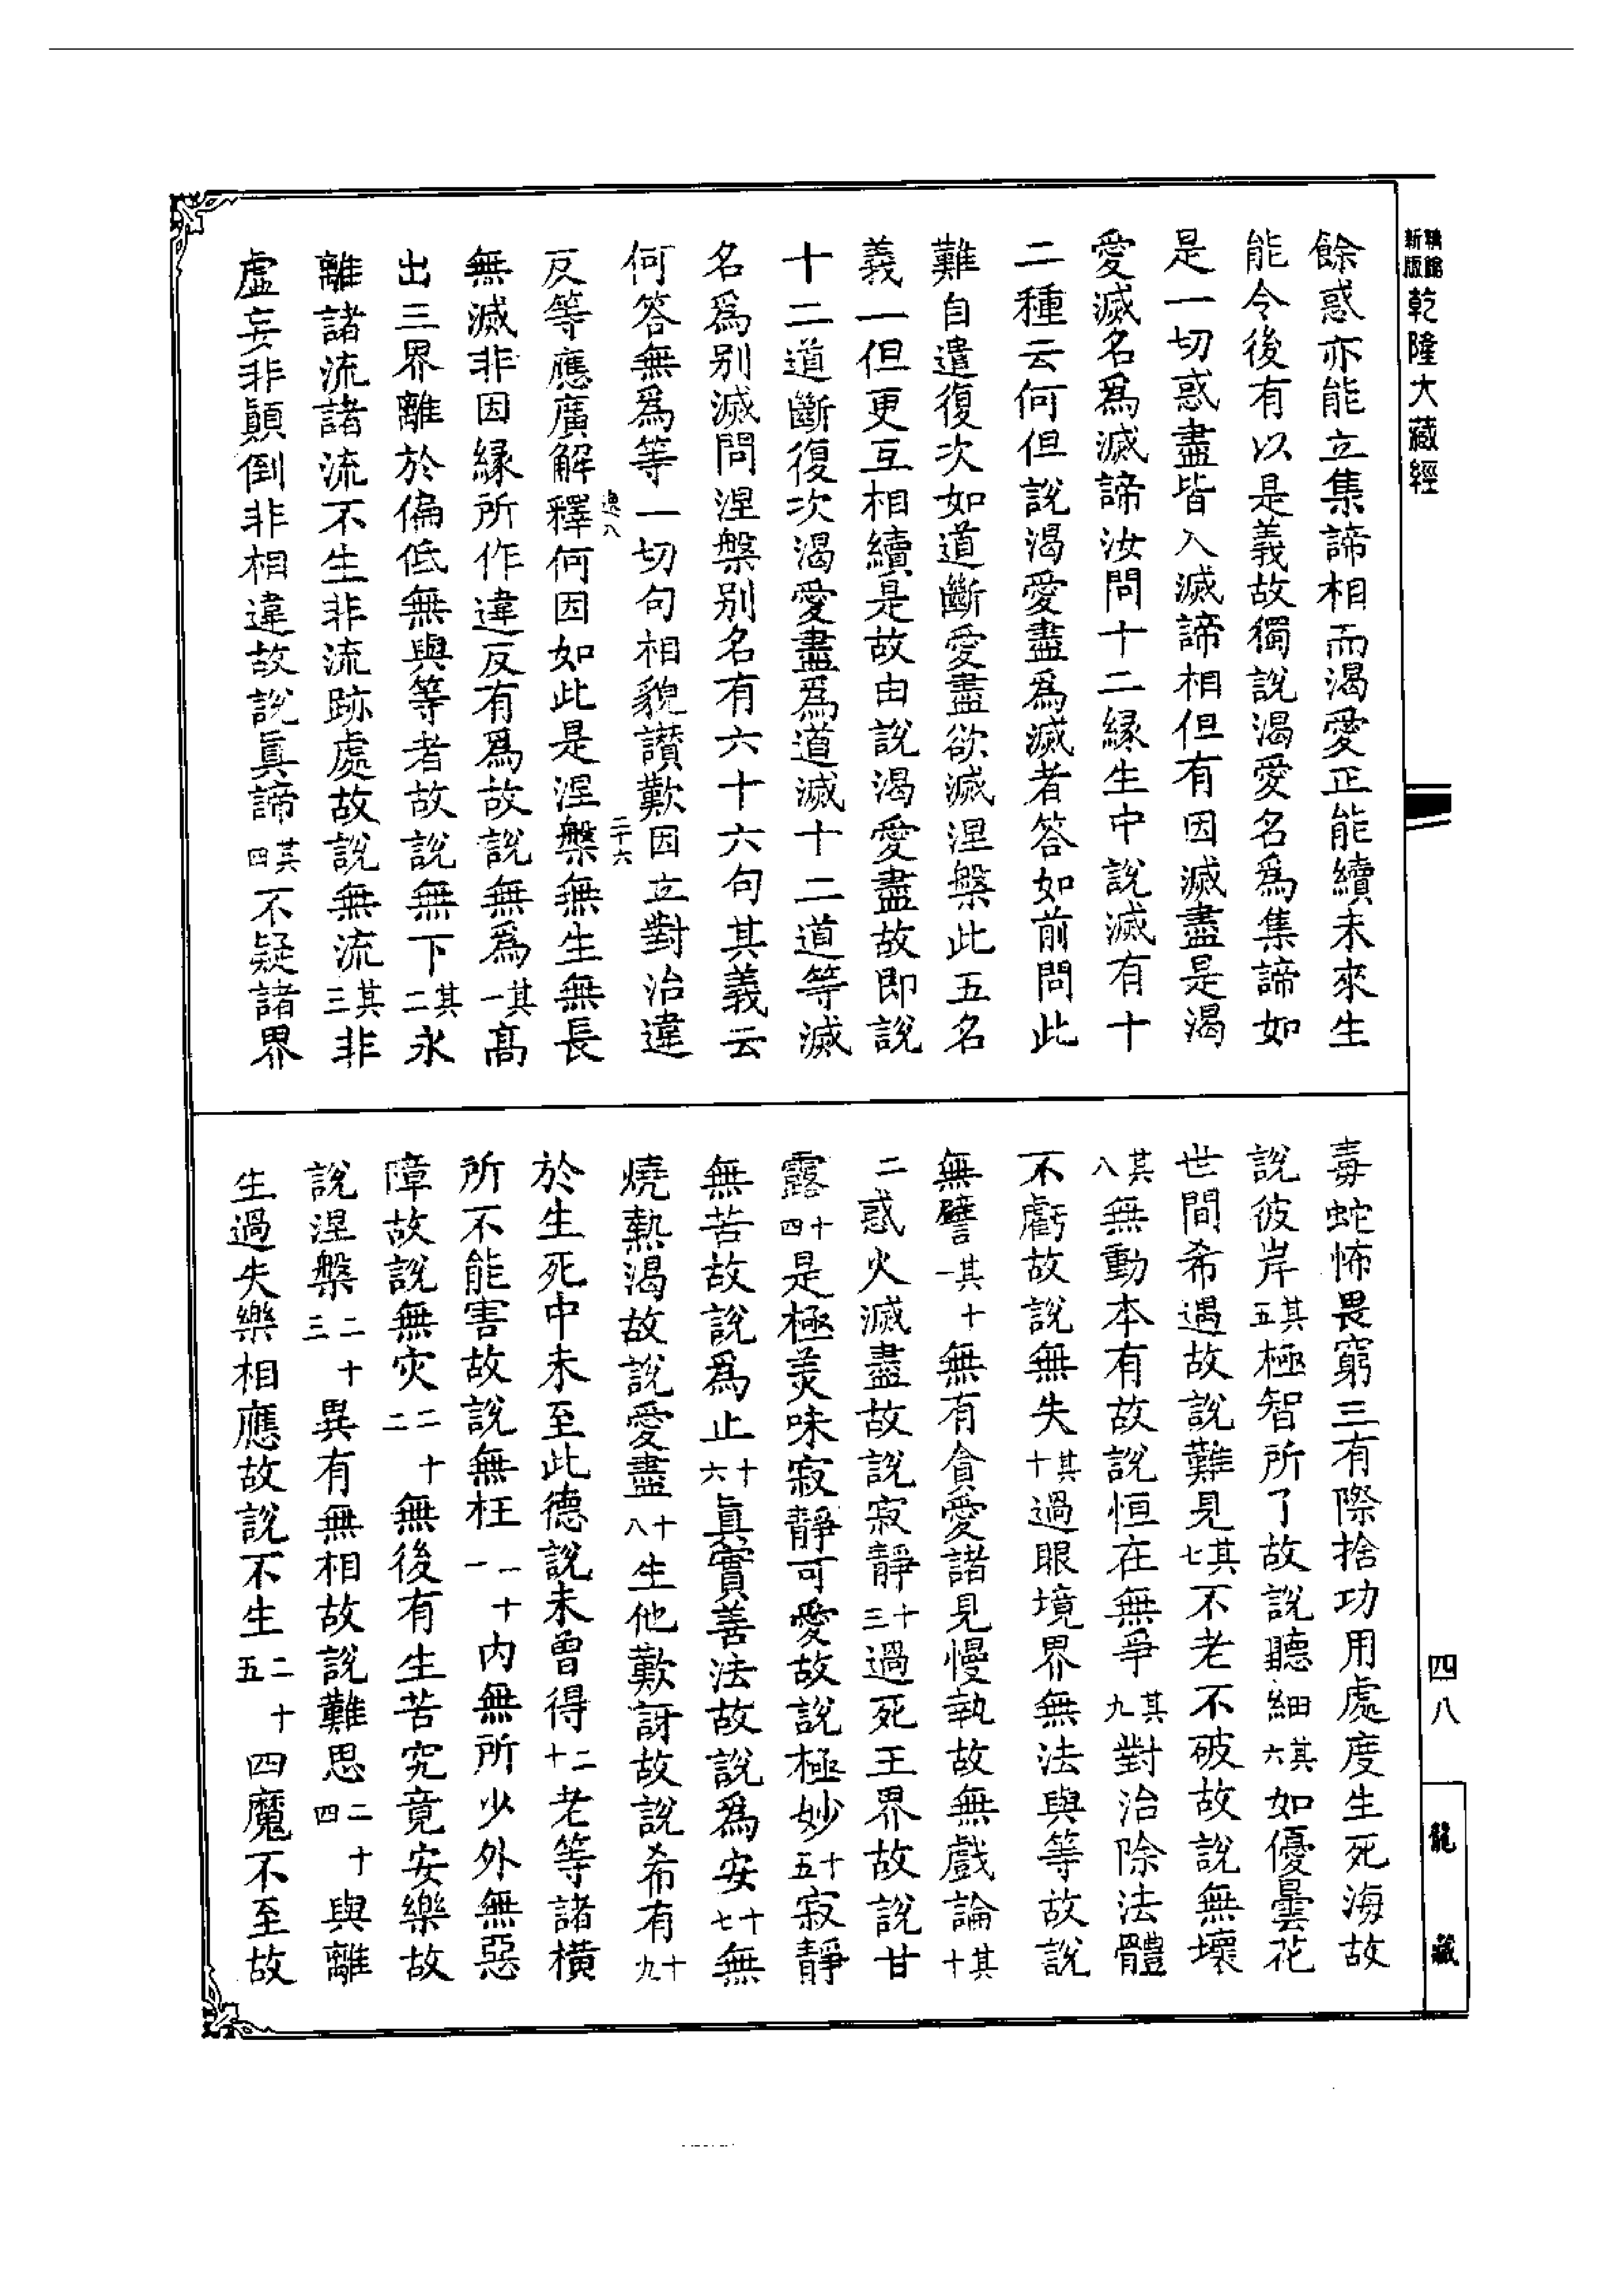 新版精縮乾隆大藏經
餘惑亦能立集諦相而渴愛正能續未來生
能令後有以是義故獨說渴愛名爲集諦如
是一切惑盡皆入滅諦相但有因滅盡是渴
愛滅名爲滅諦汝問十二縁生中說滅有十
二種云何但說渴愛盡爲滅者答如前問此
難自遣復次如道斷愛盡欲滅涅槃此五名
義一但更互相續是故由說渴愛盡故即說
十二道斷復次渴愛盡爲道滅十二道等滅
名爲别滅問涅槃别名有六十六句其義云
何答無爲等一切句相貌讃歎因立對治違
逸八
二十六
反等應廣解釋何因如此是涅槃無生無長
無滅非因縁所作違反有爲故說無爲其一高
出三界離於偏低無與等者故說無下其二永
離諸流諸流不生非流跡處故說無流其三非
虛妄非顛倒非相違故說眞諦其四不疑諸界
毒蛇怖畏窮三有際捨功用處度生死海故
說彼岸其五極智所了故說聰細其六如優曇花
世間希遇故說難見其七不老不破故說無壞
其八無動本有故說恒在無爭其九對治除法體
不虧故說無失其十過眼境界無法與等故說
無譬其十一無有貪愛諸見慢執故無戲論其十
二惑火滅盡故說寂靜十三過死王界故說甘
露十四是極美味寂靜可愛故說極妙十五寂靜
無苦故說爲止十六眞實善法故說爲安十七無
燒熱渴故說愛盡十八生他歎訝故說希有十九
於生死中未至此德說未曾得二十老等諸橫
所不能害故說無枉二十一內無所少外無惡
障故說無灾二十二無後有生苦究竟安樂故
說涅槃二十三異有無相故說難思二十四與離
生過失樂相應故說不生二十五四魔不至故
四八
龍藏